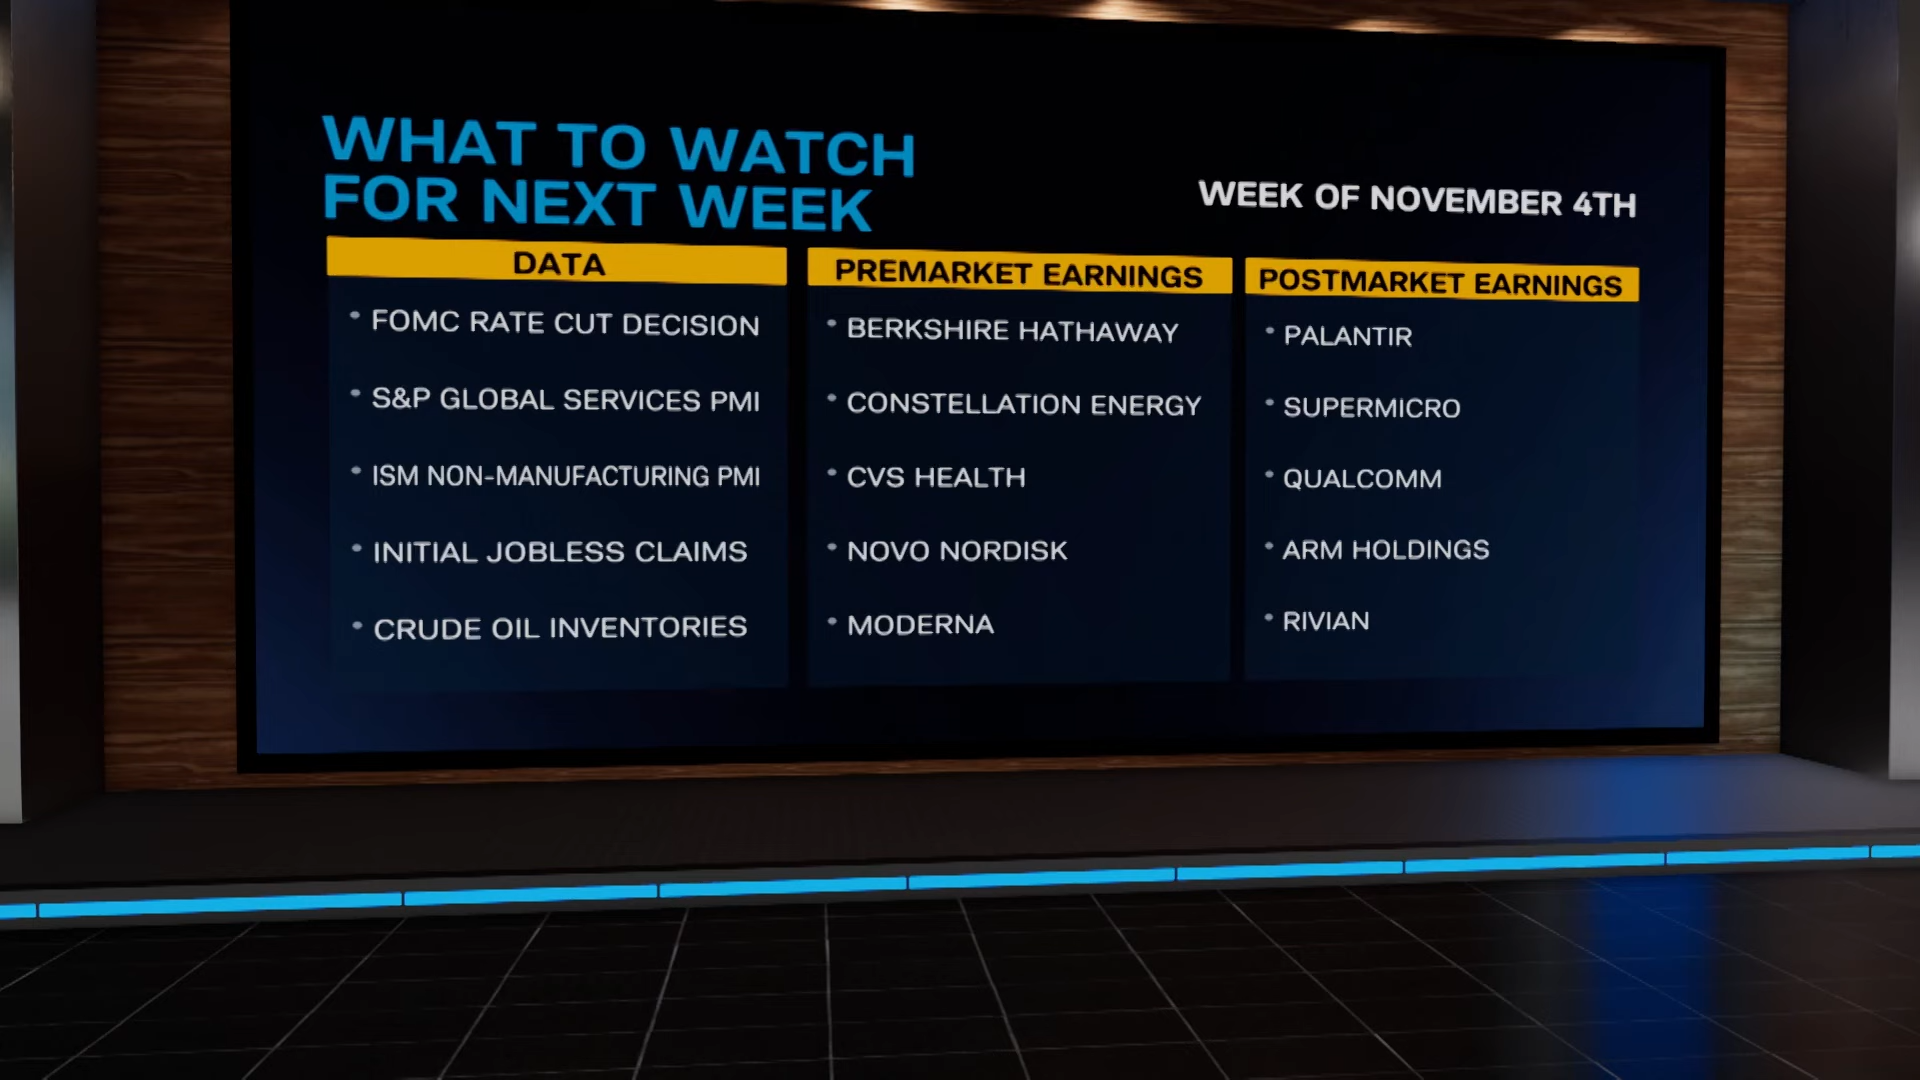 WHAT TO WATCH
FOR NEXT WEEK
WEEK OF NOVEMBER 4TH
DATA
• FOMC RATE CUT DECISION
• S&P GLOBAL SERVICES PMI
• ISM NON-MANUFACTURING PMI
• INITIAL JOBLESS CLAIMS
• CRUDE OIL INVENTORIES
PREMARKET EARNINGS
• BERKSHIRE HATHAWAY
• CONSTELLATION ENERGY
• CVS HEALTH
• NOVO NORDISK
• MODERNA
POSTMARKET EARNINGS
• PALANTIR
• SUPERMICRO
• QUALCOMM
• ARM HOLDINGS
• RIVIAN